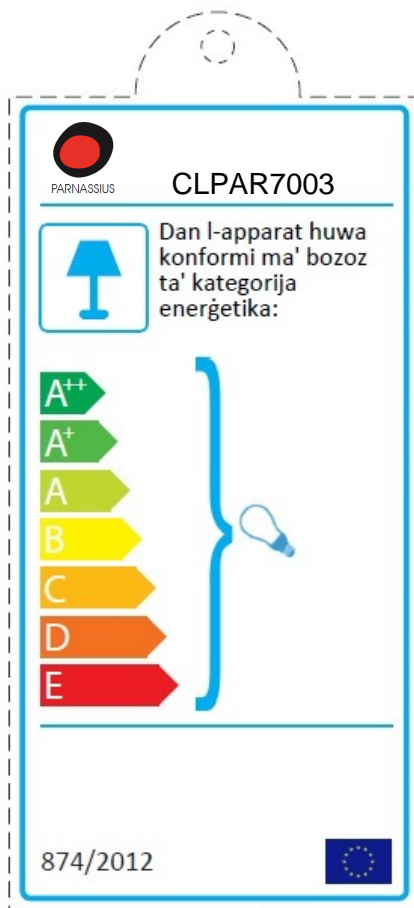 PARNASSIUS
CLPAR7003
Dan l-apparat huwa
konformi ma' bozoz
ta' kategorija
enerġetika:
A++
A+
A
B
C
D
E
874/2012